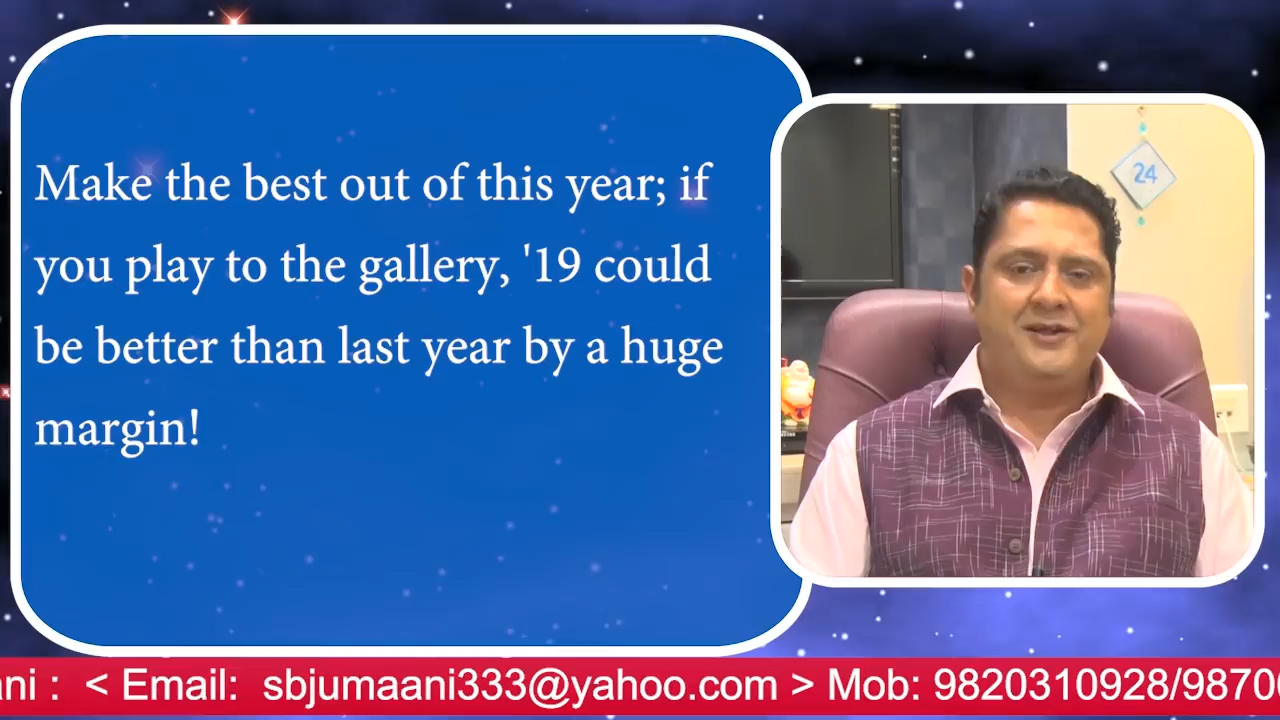 Make the best out of this year; if
you play to the gallery, '19 could
be better than last year by a huge
margin!
24
ani : < Email: sbjumaani333@yahoo.com > Mob: 9820310928/9870